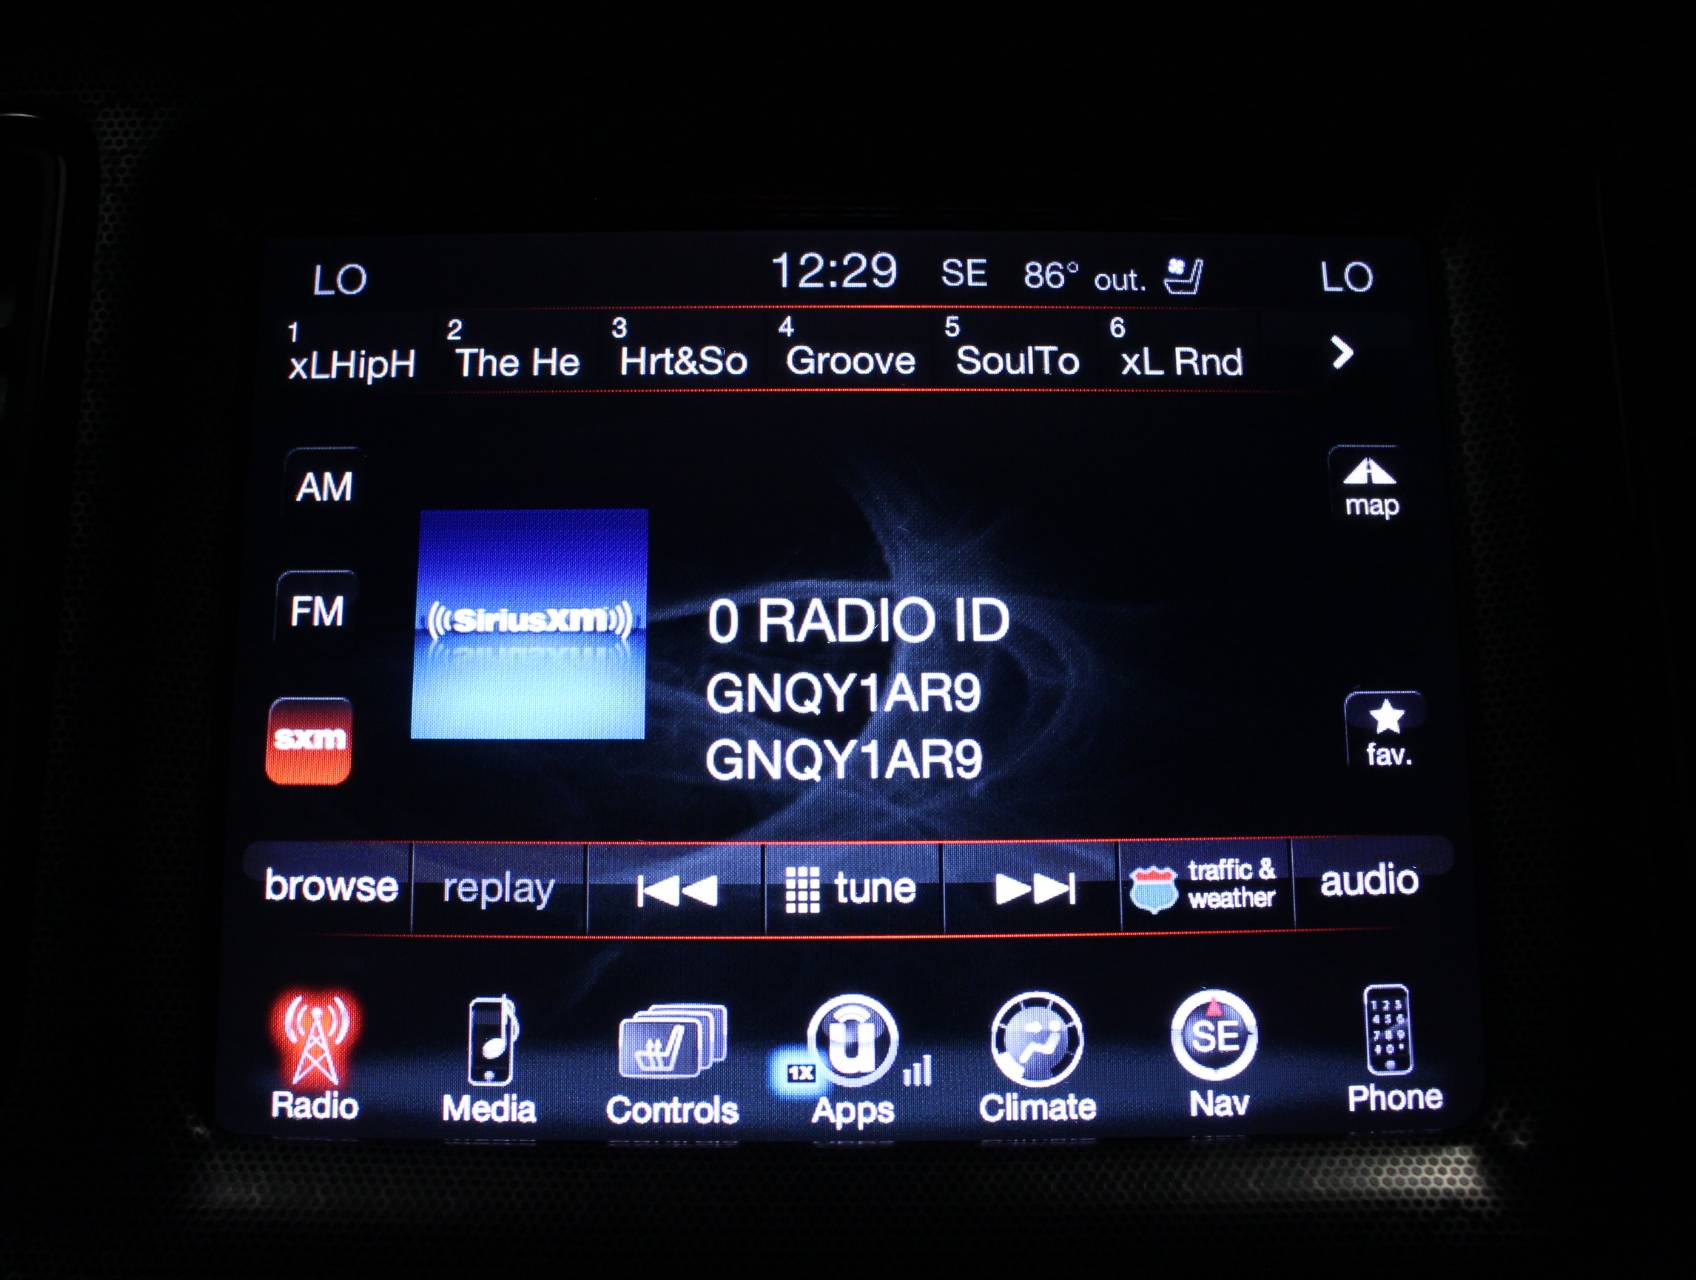 LO 12:29 SE 86° out. LO
1 2 3 4 5 6
xLHipH The He Hrt&So Groove SoulTo xL Rnd
AM
map
FM
((SiriusXM))
0 RADIO ID
GNQY1AR9
GNQY1AR9
sxm
fav.
browse replay tune traffic & weather audio
SE
1X
Radio Media Controls Apps Climate Nav Phone